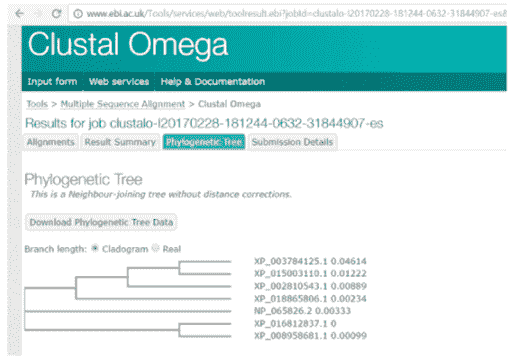 www.ebi.ac.uk/Tools/services/web/toolresult.ebi?jobId=clustalo-I20170228-181244-0632-31844907-es&
Clustal Omega
Input form Web services Help & Documentation
Tools > Multiple Sequence Alignment > Clustal Omega
Results for job clustalo-I20170228-181244-0632-31844907-es
Alignments Result Summary Phylogenetic Tree Submission Details
Phylogenetic Tree
This is a Neighbour-joining tree without distance corrections.
Download Phylogenetic Tree Data
Branch length: Cladogram Real
XP_003784125.1 0.04614
XP_015003110.1 0.01222
XP_002810543.1 0.00889
XP_018865806.1 0.00234
NP_065826.2 0.00333
XP_016812837.1 0
XP_008958681.1 0.00099